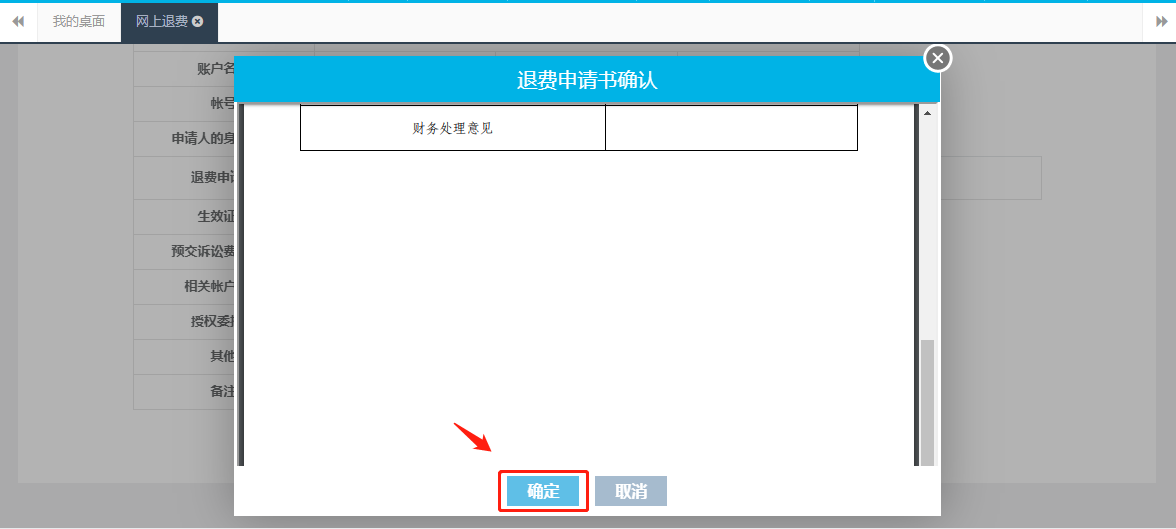 我的桌面
网上退费
退费申请书确认
账户名
帐号
申请人的身
退费申请
生效证
预交诉讼费
相关帐户
授权委托
其他
备注
财务处理意见
确定
取消